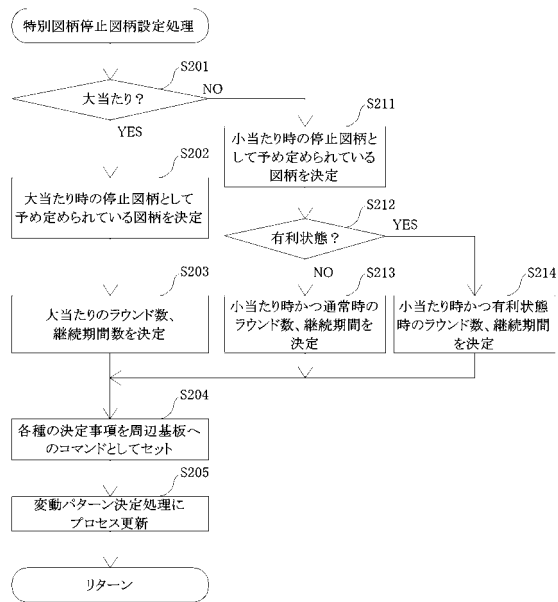 特別図柄停止図柄設定処理
S201
大当たり？
NO
YES
S211
小当たり時の停止図柄と
して予め定められている
図柄を決定
S202
大当たり時の停止図柄として
予め定められている図柄を決定
S212
有利状態？
YES
NO
S203
大当たりのラウンド数、
継続期間数を決定
S213
小当たり時かつ通常時の
ラウンド数、継続期間を
決定
S214
小当たり時かつ有利状態
時のラウンド数、継続期間
を決定
S204
各種の決定事項を周辺基板へ
のコマンドとしてセット
S205
変動パターン決定処理に
プロセス更新
リターン